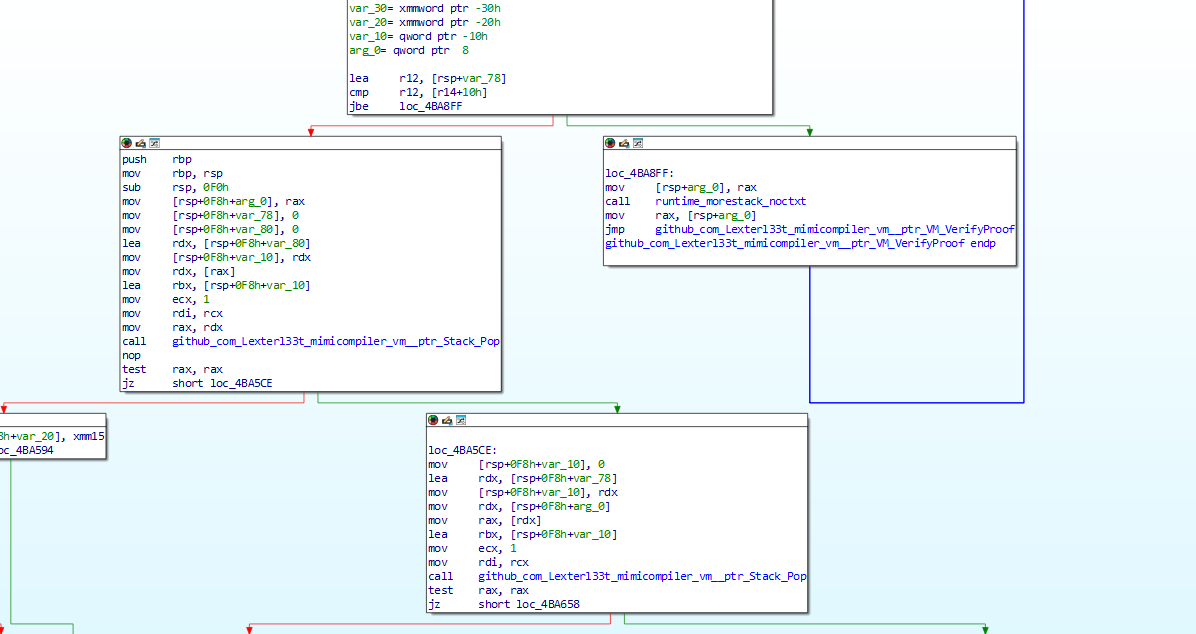 var_30= xmmword ptr -30h
var_20= xmmword ptr -20h
var_10= qword ptr -10h
arg_0= qword ptr  8
lea     r12, [rsp+var_78]
cmp     r12, [r14+10h]
jbe     loc_4BA8FF
push    rbp
mov     rbp, rsp
sub     rsp, 0F0h
mov     [rsp+0F8h+arg_0], rax
mov     [rsp+0F8h+var_78], 0
mov     [rsp+0F8h+var_80], 0
lea     rdx, [rsp+0F8h+var_80]
mov     [rsp+0F8h+var_10], rdx
mov     rdx, [rax]
lea     rbx, [rsp+0F8h+var_10]
mov     ecx, 1
mov     rdi, rcx
mov     rax, rdx
call    github_com_Lexterl33t_mimicompiler_vm__ptr_Stack_Pop
nop
test    rax, rax
jz      short loc_4BA5CE
loc_4BA8FF:
mov     [rsp+arg_0], rax
call    runtime_morestack_noctxt
mov     rax, [rsp+arg_0]
jmp     github_com_Lexterl33t_mimicompiler_vm__ptr_VM_VerifyProof
github_com_Lexterl33t_mimicompiler_vm__ptr_VM_VerifyProof endp
8h+var_20], xmm15
oc_4BA594
loc_4BA5CE:
mov     [rsp+0F8h+var_10], 0
lea     rdx, [rsp+0F8h+var_78]
mov     [rsp+0F8h+var_10], rdx
mov     rdx, [rsp+0F8h+arg_0]
mov     rax, [rdx]
lea     rbx, [rsp+0F8h+var_10]
mov     ecx, 1
mov     rdi, rcx
call    github_com_Lexterl33t_mimicompiler_vm__ptr_Stack_Pop
test    rax, rax
jz      short loc_4BA658